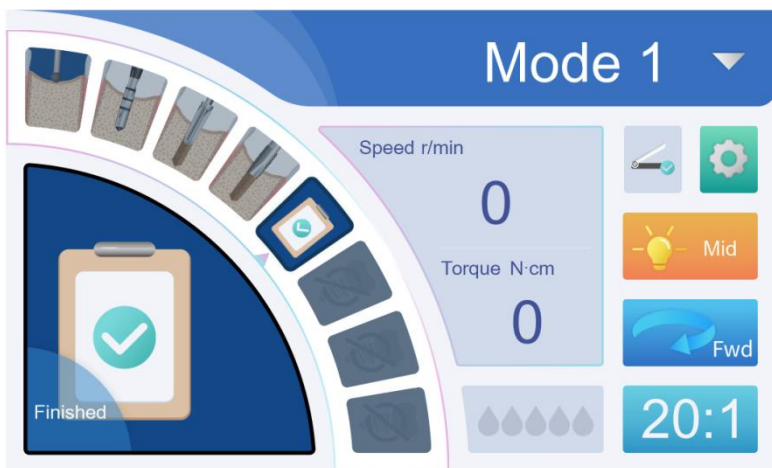 Mode 1
Speed r/min
0
Torque N·cm
0
Mid
Fwd
20:1
Finished